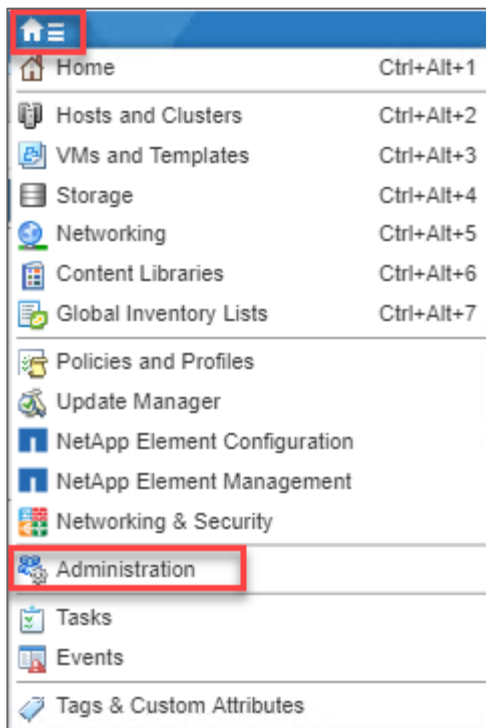 Home Ctrl+Alt+1
Hosts and Clusters Ctrl+Alt+2
VMs and Templates Ctrl+Alt+3
Storage Ctrl+Alt+4
Networking Ctrl+Alt+5
Content Libraries Ctrl+Alt+6
Global Inventory Lists Ctrl+Alt+7
Policies and Profiles
Update Manager
NetApp Element Configuration
NetApp Element Management
Networking & Security
Administration
Tasks
Events
Tags & Custom Attributes